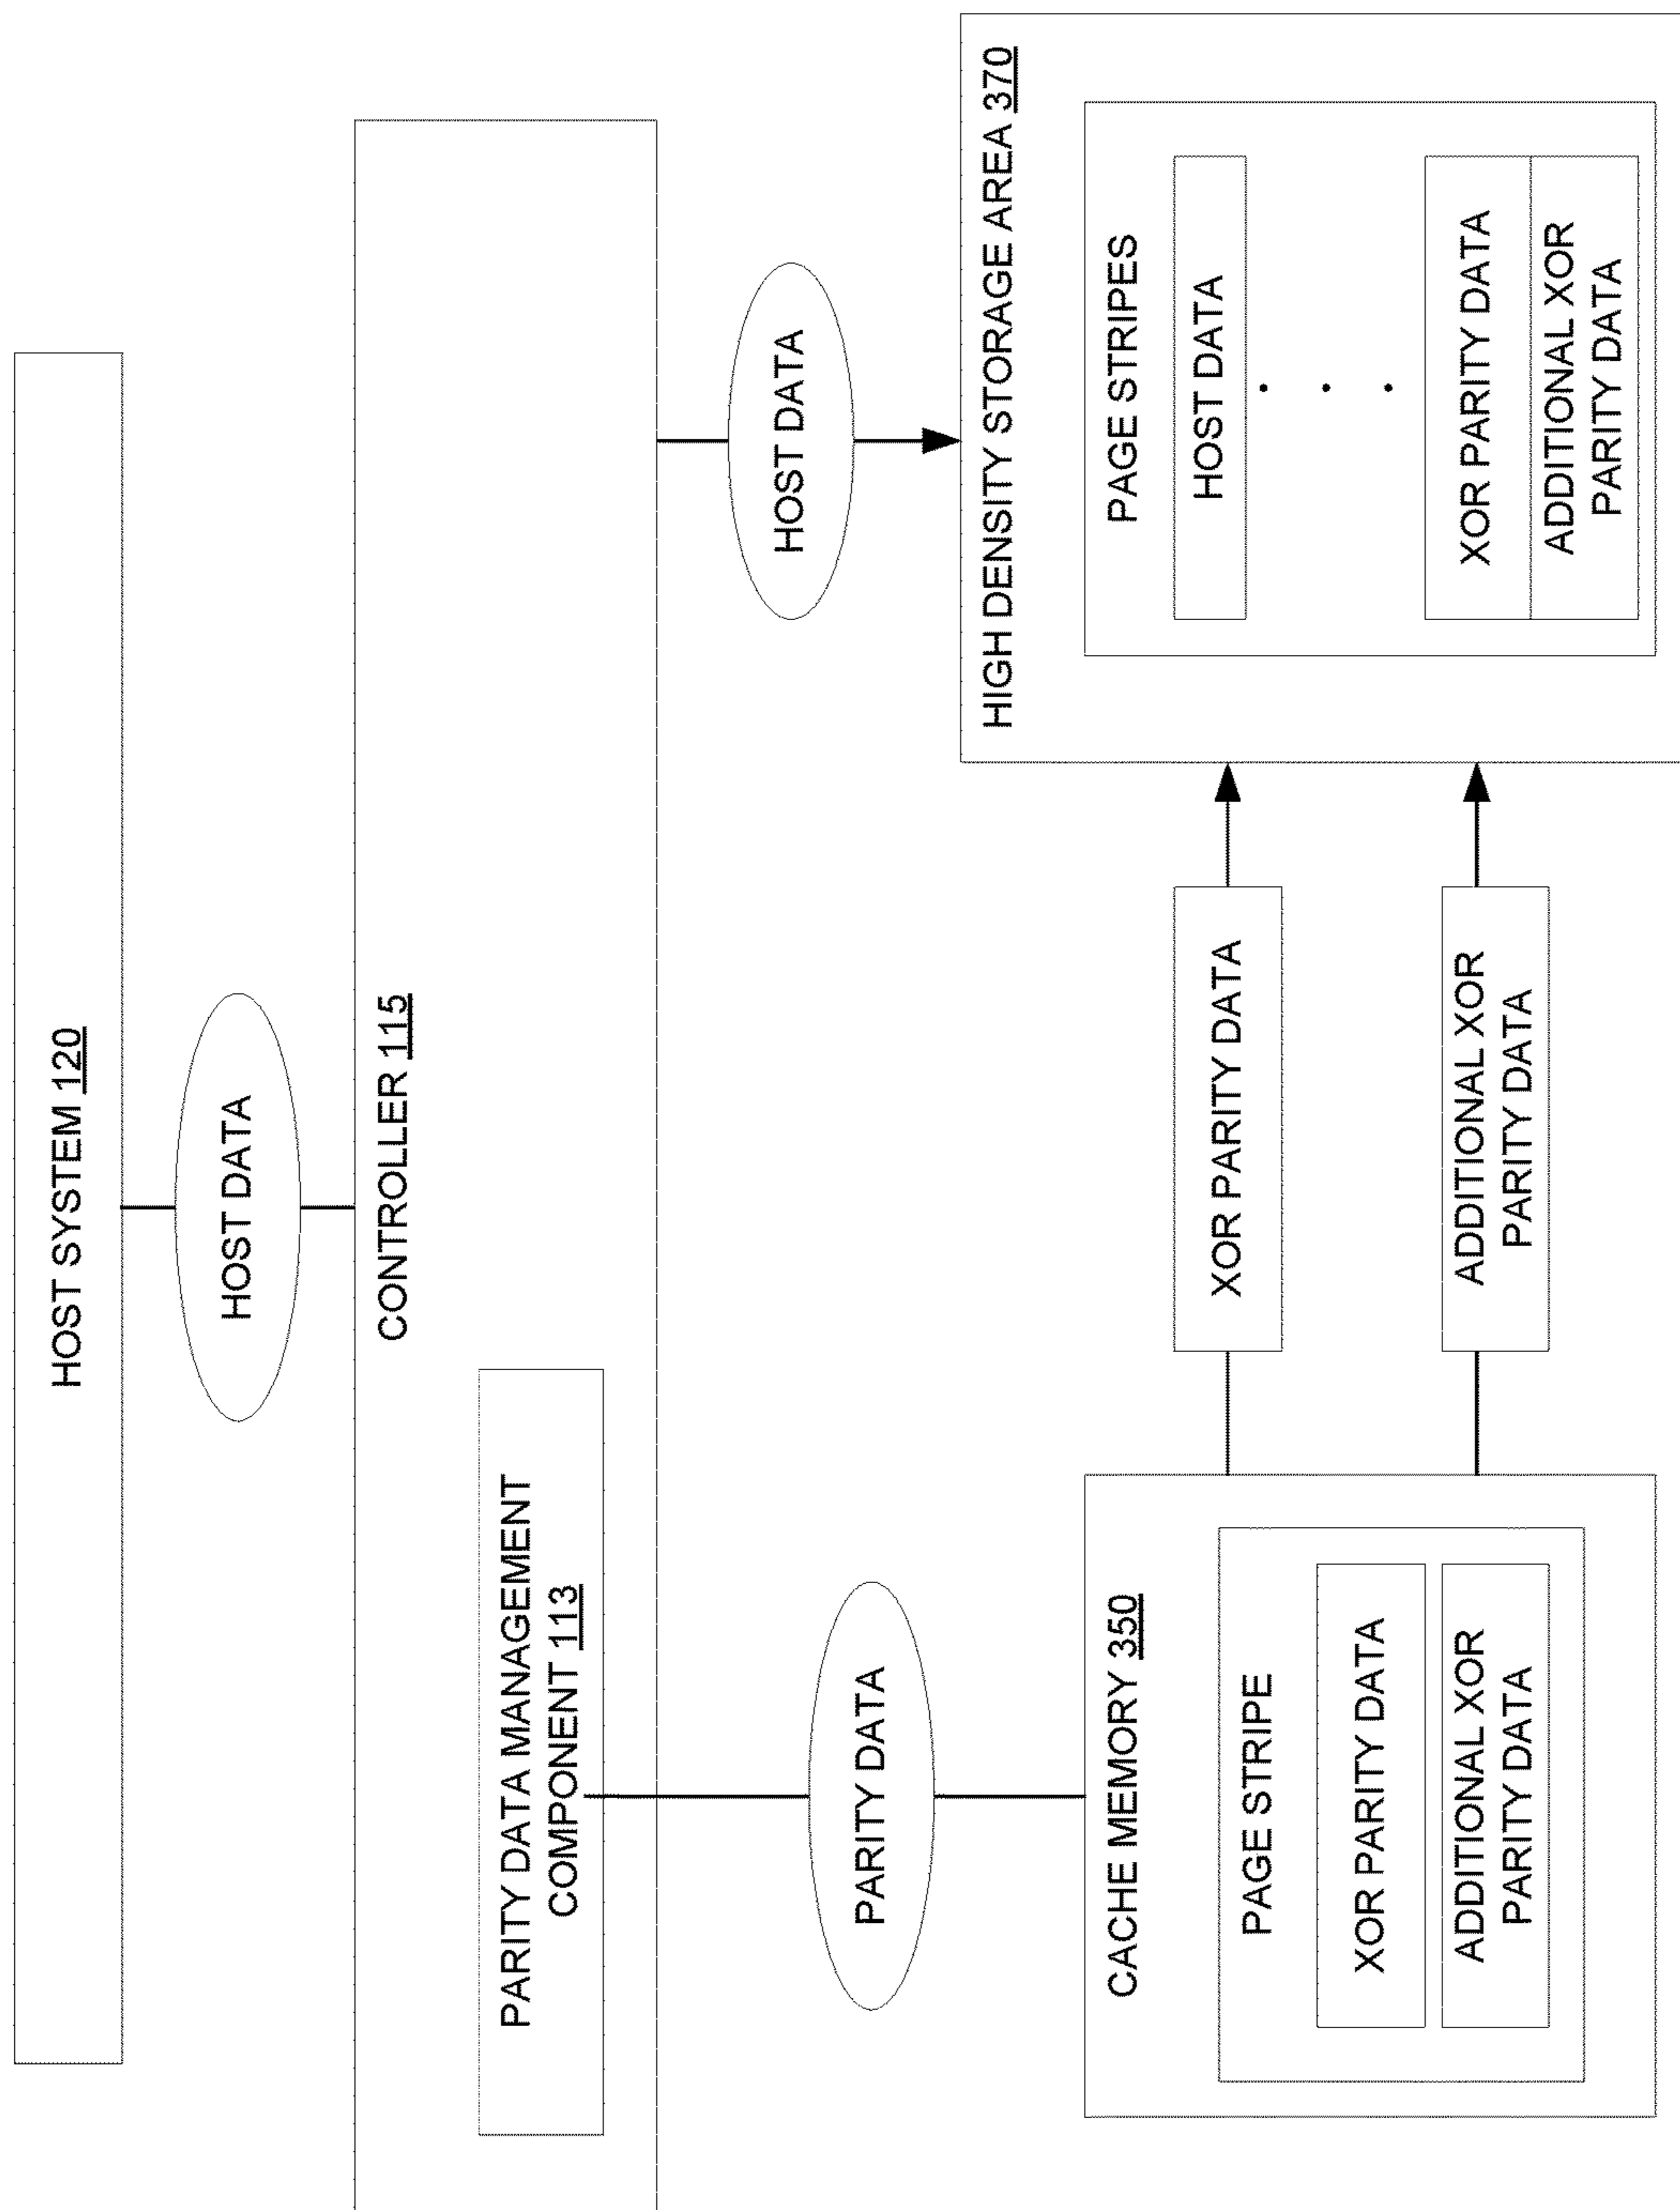 HOST SYSTEM 120
HOST DATA
CONTROLLER 115
PARITY DATA MANAGEMENT
COMPONENT 113
PARITY DATA
HOST DATA
CACHE MEMORY 350
PAGE STRIPE
XOR PARITY DATA
ADDITIONAL XOR
PARITY DATA
XOR PARITY DATA
ADDITIONAL XOR
PARITY DATA
HIGH DENSITY STORAGE AREA 370
PAGE STRIPES
HOST DATA
XOR PARITY DATA
ADDITIONAL XOR
PARITY DATA